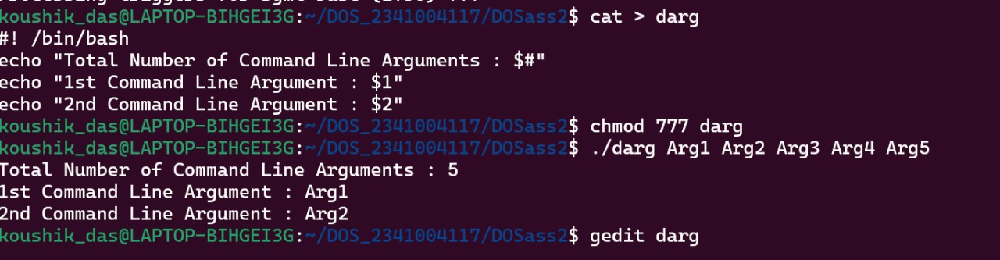 koushik_das@LAPTOP-BIHGEI3G:~/DOS_2341004117/DOSass2$ cat > darg
#! /bin/bash
echo "Total Number of Command Line Arguments : $#"
echo "1st Command Line Argument : $1"
echo "2nd Command Line Argument : $2"
koushik_das@LAPTOP-BIHGEI3G:~/DOS_2341004117/DOSass2$ chmod 777 darg
koushik_das@LAPTOP-BIHGEI3G:~/DOS_2341004117/DOSass2$ ./darg Arg1 Arg2 Arg3 Arg4 Arg5
Total Number of Command Line Arguments : 5
1st Command Line Argument : Arg1
2nd Command Line Argument : Arg2
koushik_das@LAPTOP-BIHGEI3G:~/DOS_2341004117/DOSass2$ gedit darg